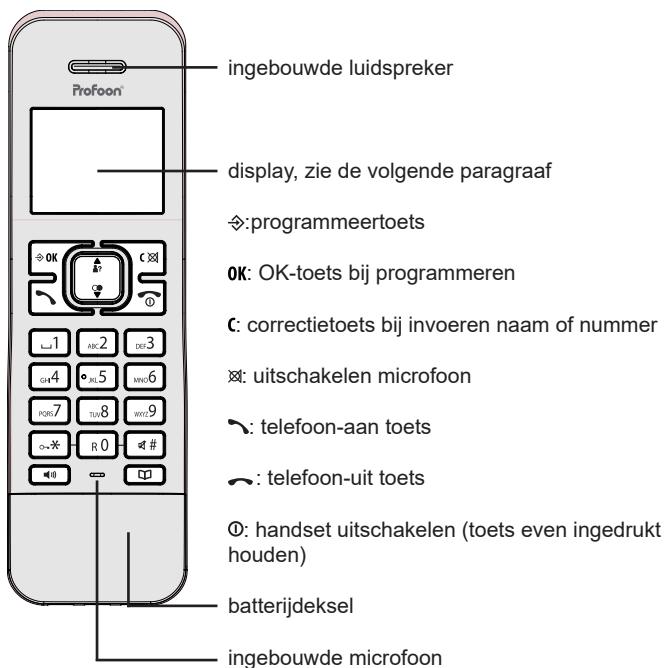 ingebouwde luidspreker
Profoon
display, zie de volgende paragraaf
:programmeertoets
OK C
?
OK: OK-toets bij programmeren
1 ABC2 DEF3
C: correctietoets bij invoeren naam of nummer
GHI4 JKL5 MNO6
: uitschakelen microfoon
PQRS7 TUV8 WXYZ9
: telefoon-aan toets
* R 0 #
: telefoon-uit toets
: handset uitschakelen (toets even ingedrukt
houden)
batterijdeksel
ingebouwde microfoon